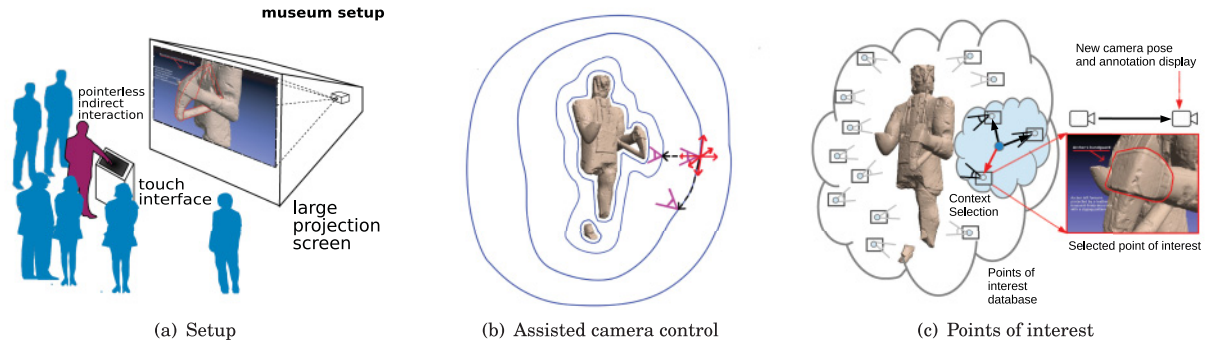 museum setup
pointerless
indirect
interaction
touch
interface
large
projection
screen
(a) Setup
(b) Assisted camera control
New camera pose
and annotation display
Context
Selection
Selected point of interest
Points of
interest
database
(c) Points of interest